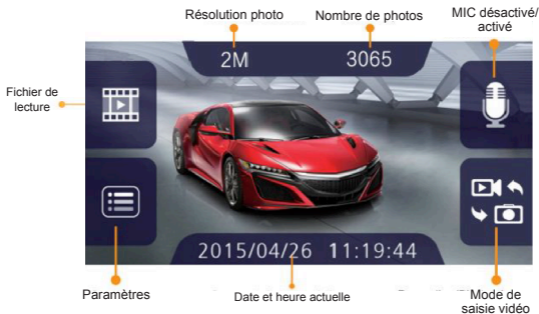 Résolution photo
Nombre de photos
MIC désactivé/
activé
2M
3065
Fichier de
lecture
2015/04/26 11:19:44
Paramètres
Date et heure actuelle
Mode de
saisie vidéo